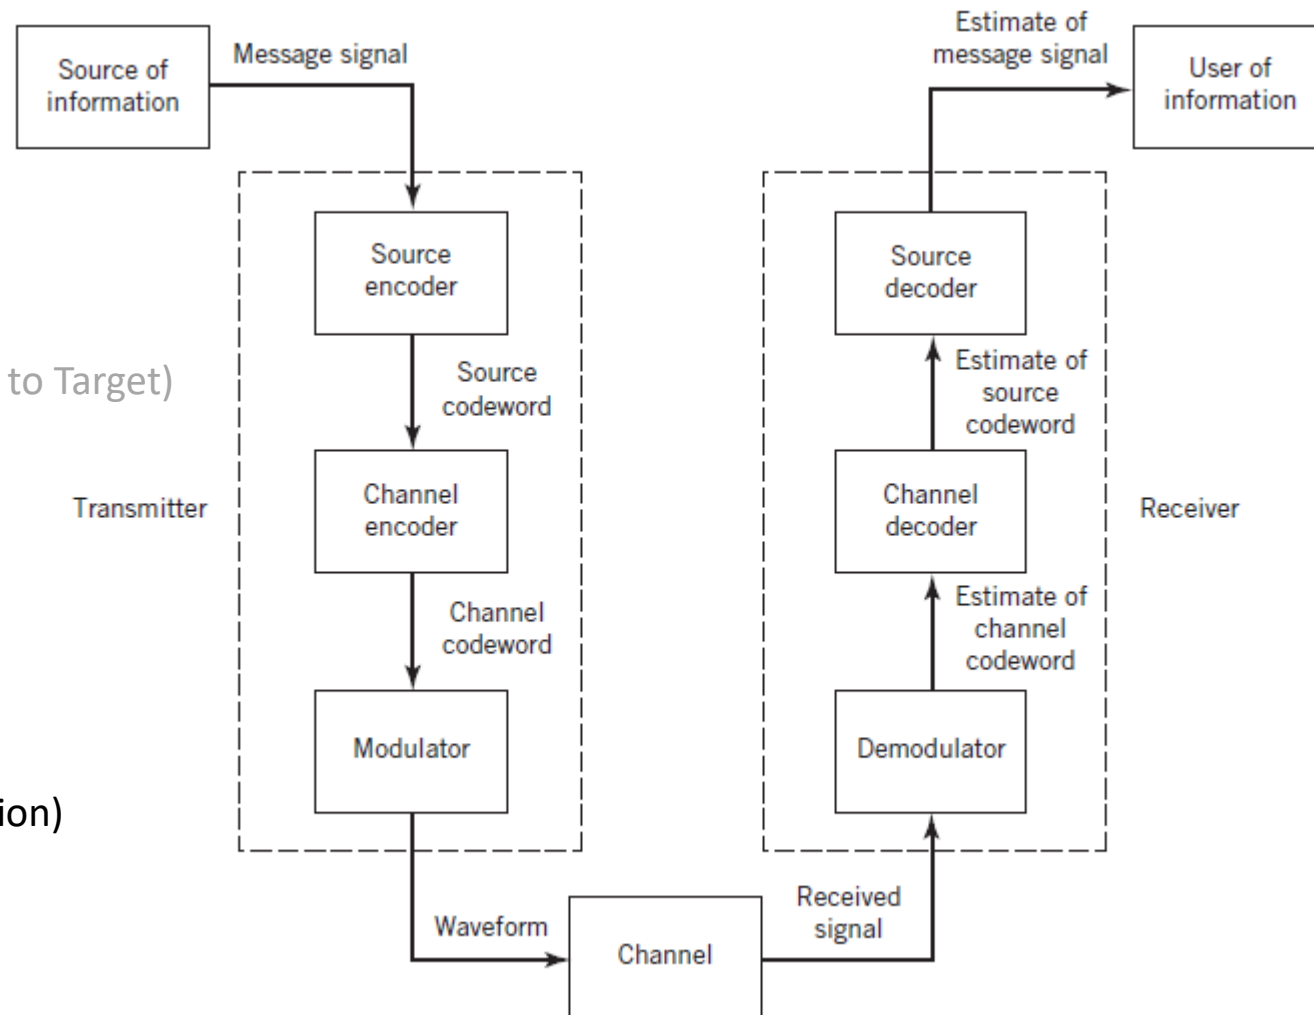 Source of
information
Message signal
Estimate of
message signal
User of
information
Source
encoder
Source
decoder
to Target)
Source
codeword
Estimate of
source
codeword
Transmitter
Channel
encoder
Channel
decoder
Receiver
Channel
codeword
Estimate of
channel
codeword
Modulator
Demodulator
ion)
Waveform
Channel
Received
signal